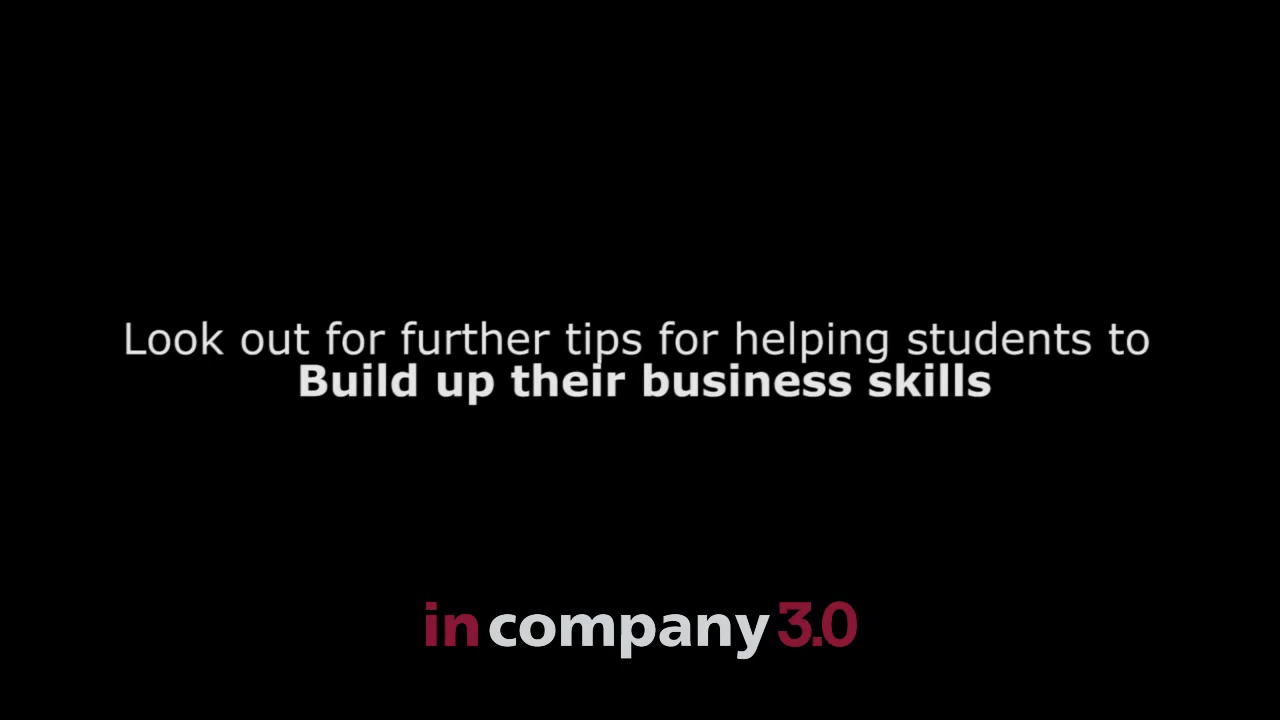 Look out for further tips for helping students to
Build up their business skills
in company 3.0